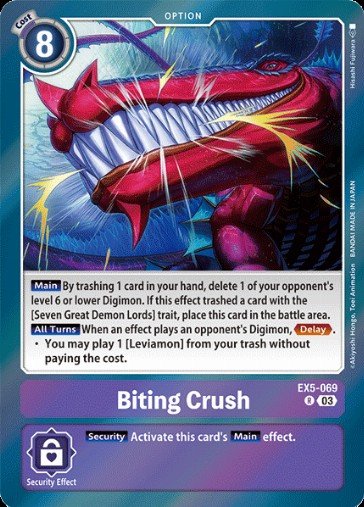 Cost
8
OPTION
Hisashi Fujiwara
Main By trashing 1 card in your hand, delete 1 of your opponent's
level 6 or lower Digimon. If this effect trashed a card with the
[Seven Great Demon Lords] trait, place this card in the battle area.
All Turns When an effect plays an opponent's Digimon, Delay.
・ You may play 1 [Leviamon] from your trash without
paying the cost.
©Akiyoshi Hongo, Toei Animation BANDAI MADE IN JAPAN
EX5-069
R 03
Biting Crush
Security Activate this card's Main effect.
Security Effect